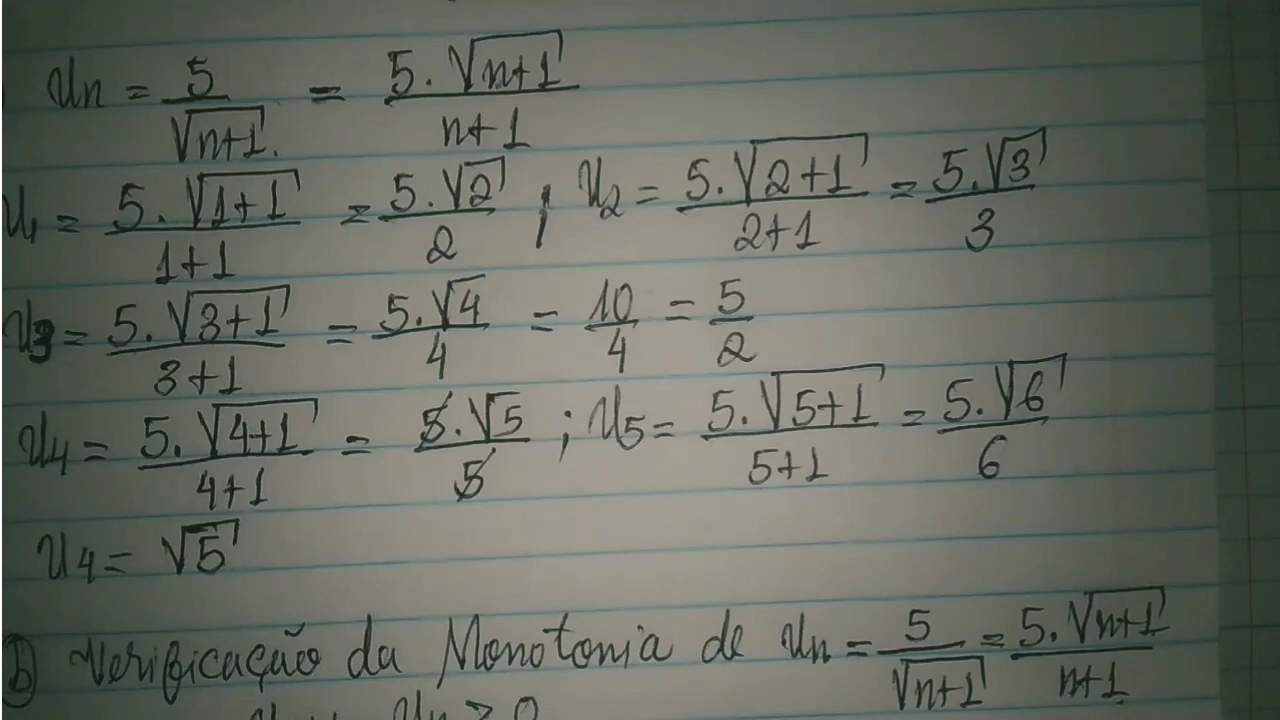 Un = 5/√(n+1) = 5.√(n+1)/(n+1)
U1 = 5.√(1+1)/(1+1) = 5.√2/2 ; U2 = 5.√(2+1)/(2+1) = 5.√3/3
U3 = 5.√(3+1)/(3+1) = 5.√4/4 = 10/4 = 5/2
U4 = 5.√(4+1)/(4+1) = 5.√5/5 ; U5 = 5.√(5+1)/(5+1) = 5.√6/6
U4 = √5
b) Verificação da Monotonia de Un = 5/√(n+1) = 5.√(n+1)/(n+1)